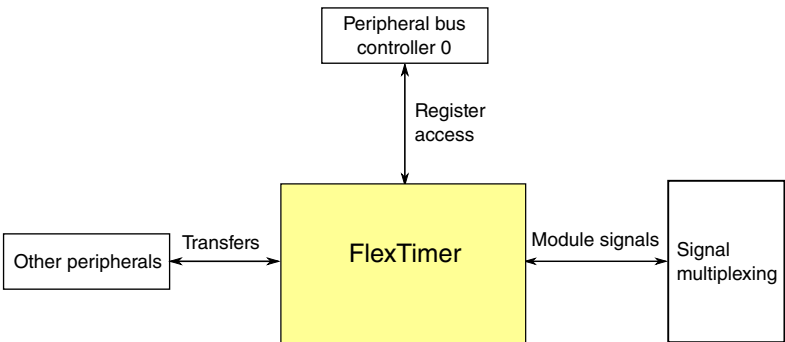 Peripheral bus
controller 0
Register
access
Other peripherals
Transfers
FlexTimer
Module signals
Signal
multiplexing